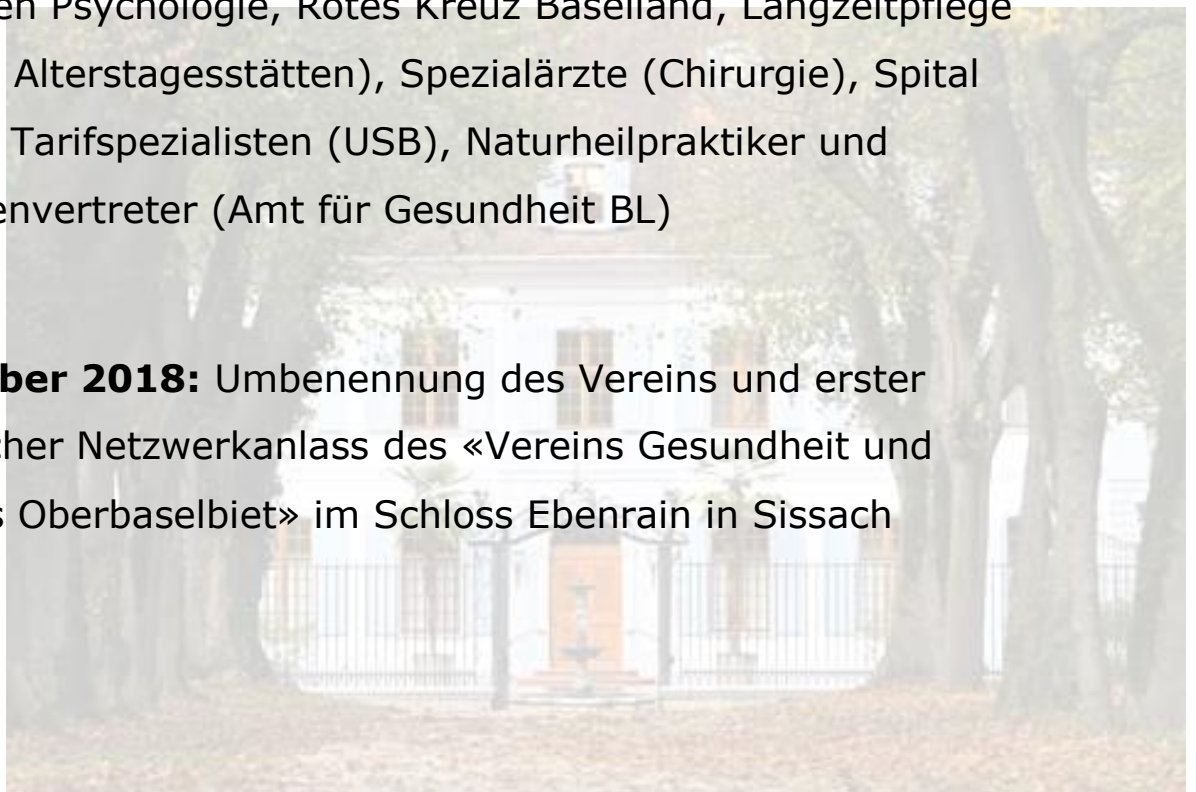 en Psychologie, Rotes Kreuz Baselland, Langzeitpflege
Alterstagesstätten), Spezialärzte (Chirurgie), Spital
Tarifspezialisten (USB), Naturheilpraktiker und
envertreter (Amt für Gesundheit BL)
ber 2018: Umbenennung des Vereins und erster
cher Netzwerkanlass des «Vereins Gesundheit und
s Oberbaselbiet» im Schloss Ebenrain in Sissach